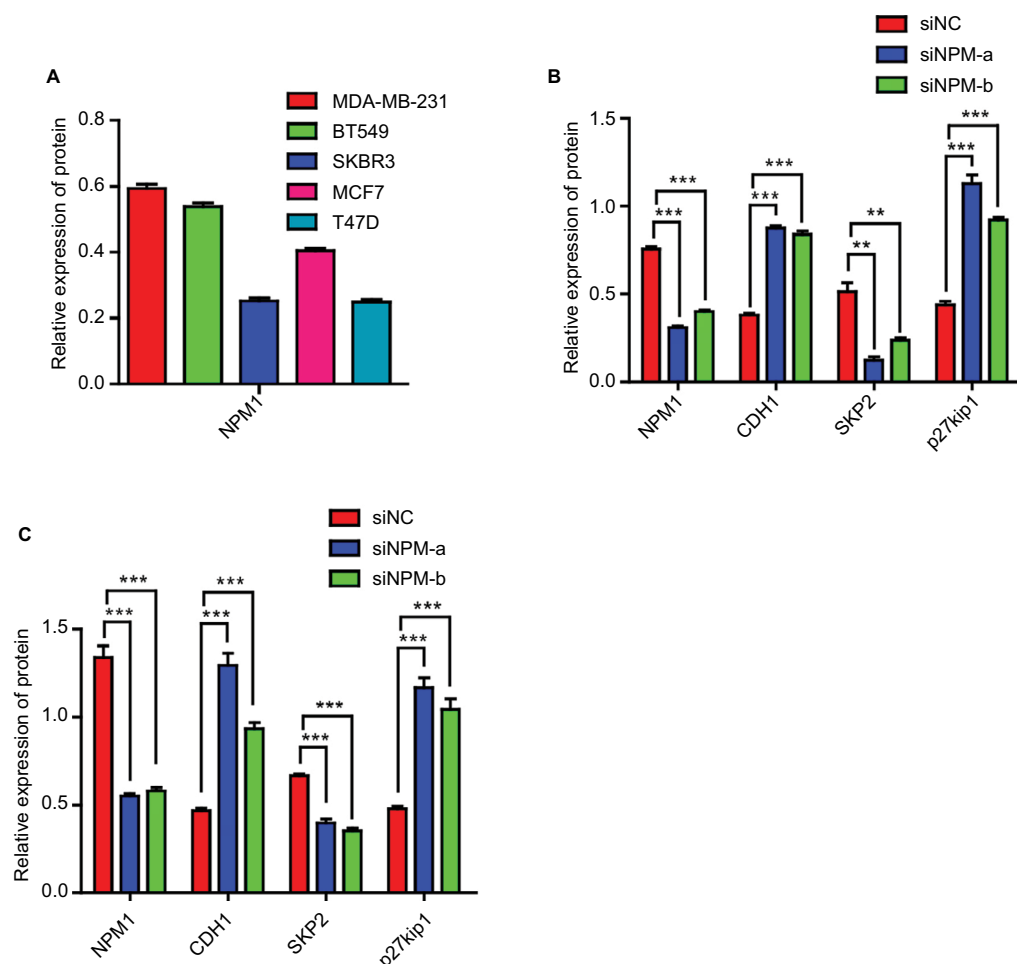 A
MDA-MB-231
BT549
SKBR3
MCF7
T47D
Relative expression of protein
0.8
0.6
0.4
0.2
0.0
NPM1
B
siNC
siNPM-a
siNPM-b
Relative expression of protein
1.5
1.0
0.5
0.0
***
***
***
***
**
**
***
***
NPM1
CDH1
SKP2
p27kip1
C
siNC
siNPM-a
siNPM-b
Relative expression of protein
1.5
1.0
0.5
0.0
***
***
***
***
***
***
***
***
NPM1
CDH1
SKP2
p27kip1